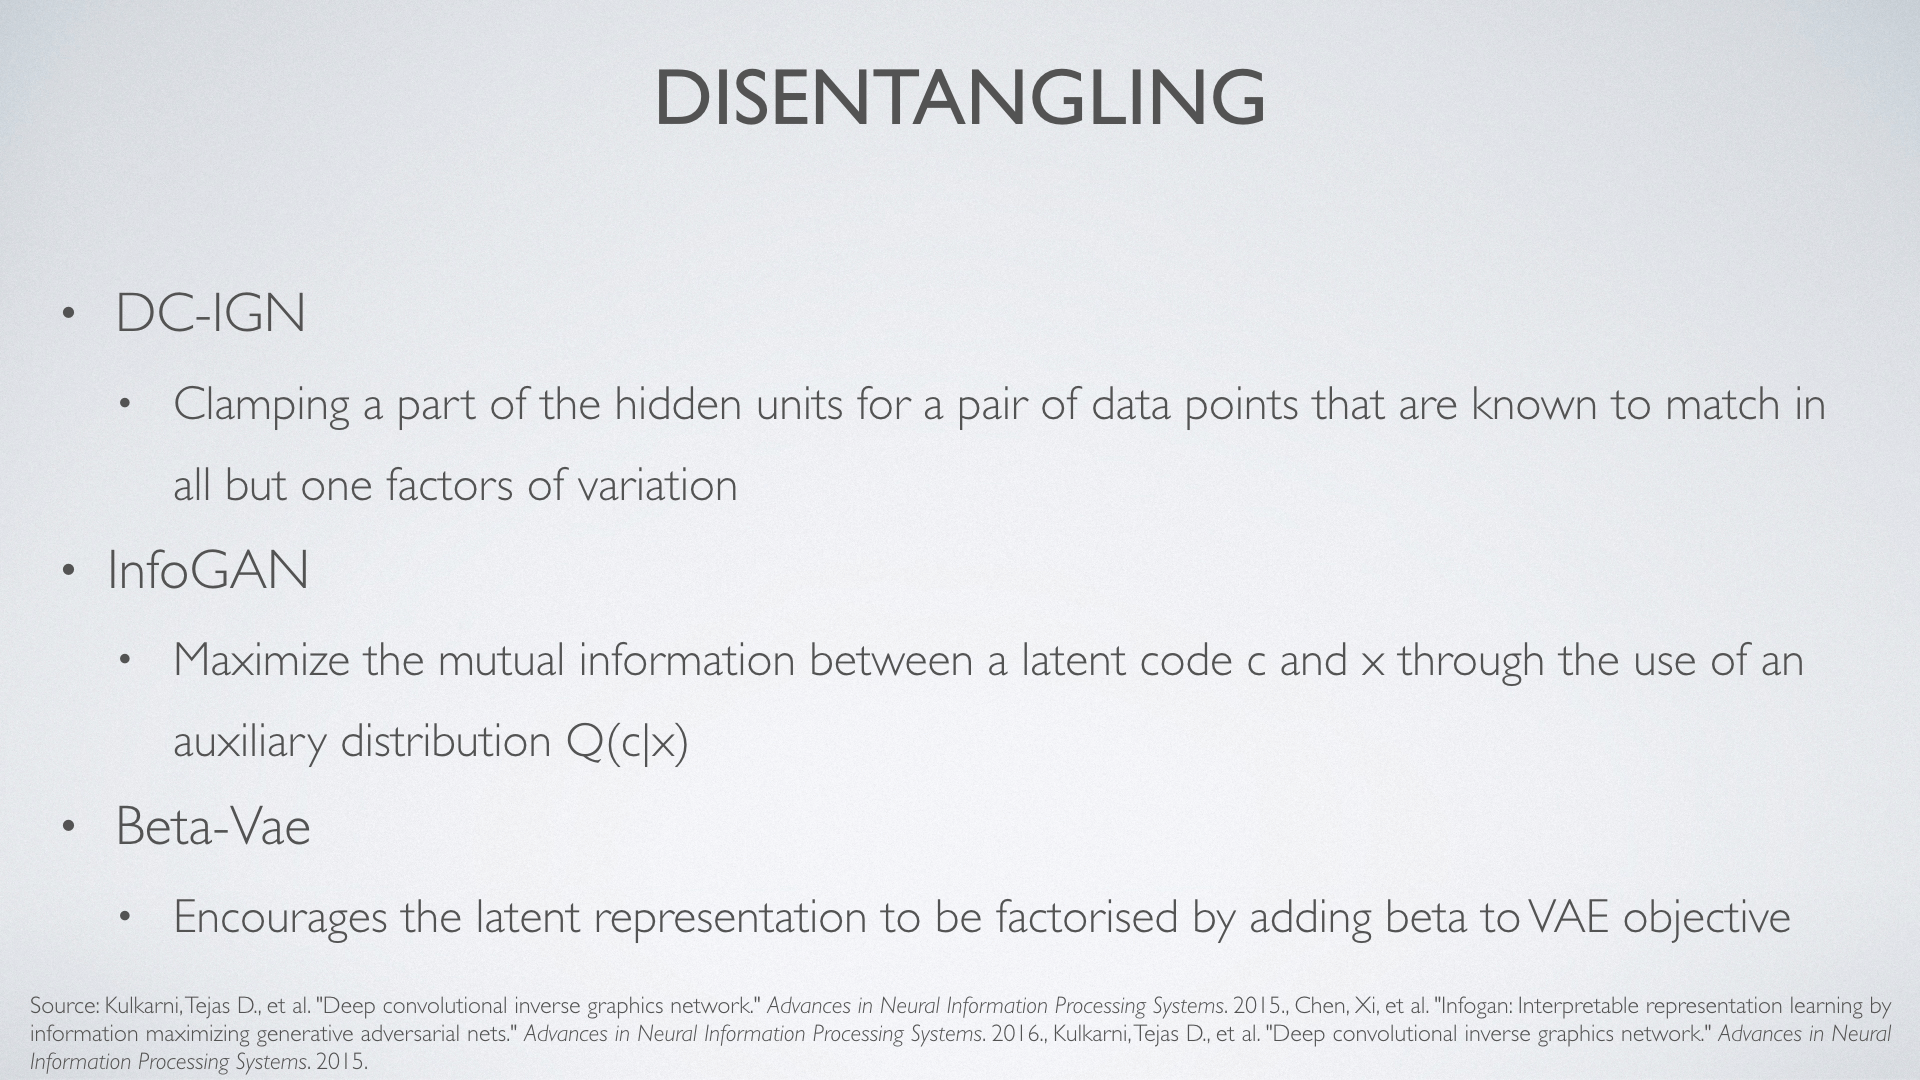 DISENTANGLING
• DC-IGN
• Clamping a part of the hidden units for a pair of data points that are known to match in
all but one factors of variation
• InfoGAN
• Maximize the mutual information between a latent code c and x through the use of an
auxiliary distribution Q(c|x)
• Beta-Vae
• Encourages the latent representation to be factorised by adding beta to VAE objective
Source: Kulkarni, Tejas D., et al. "Deep convolutional inverse graphics network." Advances in Neural Information Processing Systems. 2015., Chen, Xi, et al. "Infogan: Interpretable representation learning by
information maximizing generative adversarial nets." Advances in Neural Information Processing Systems. 2016., Kulkarni, Tejas D., et al. "Deep convolutional inverse graphics network." Advances in Neural
Information Processing Systems. 2015.